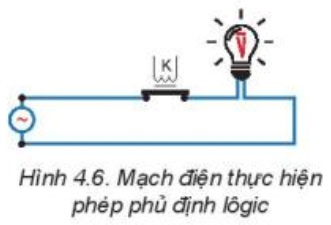 V̄
K
~
Hình 4.6. Mạch điện thực hiện
phép phủ định lôgic